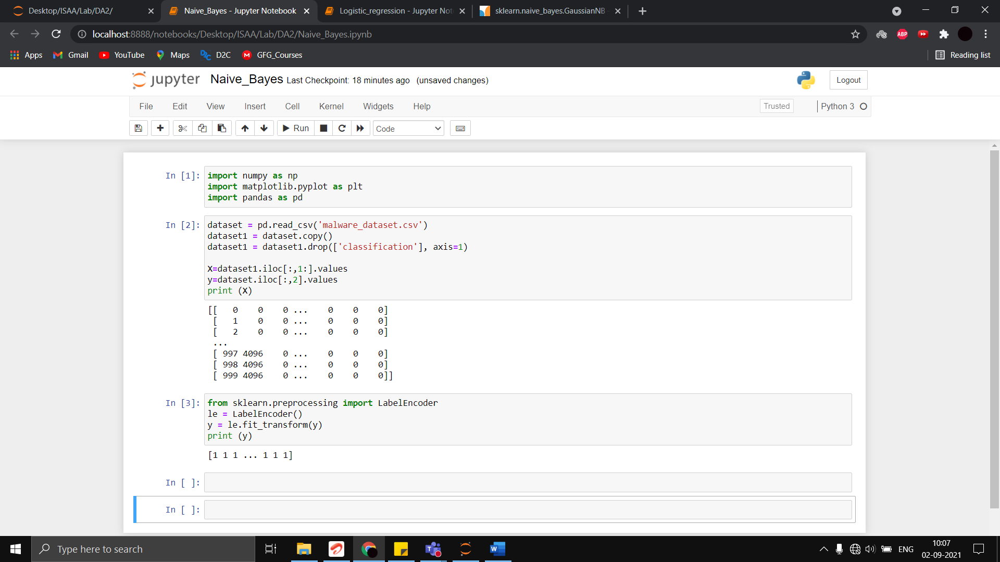 Desktop/ISAA/Lab/DA2/
Naive_Bayes - Jupyter Notebook
Logistic_regression - Jupyter Not
sklearn.naive_bayes.GaussianNB
localhost:8888/notebooks/Desktop/ISAA/Lab/DA2/Naive_Bayes.ipynb
ABP
Apps
Gmail
YouTube
Maps
D2C
GFG_Courses
Reading list
jupyter Naive_Bayes Last Checkpoint: 18 minutes ago (unsaved changes)
Logout
File Edit View Insert Cell Kernel Widgets Help
Trusted
Python 3
Run
Code
In [1]: import numpy as np
import matplotlib.pyplot as plt
import pandas as pd
In [2]: dataset = pd.read_csv('malware_dataset.csv')
dataset1 = dataset.copy()
dataset1 = dataset1.drop(['classification'], axis=1)
X=dataset1.iloc[:,1:].values
y=dataset.iloc[:,2].values
print (X)
[[   0    0    0 ...    0    0    0]
 [   1    0    0 ...    0    0    0]
 [   2    0    0 ...    0    0    0]
 ...
 [ 997 4096    0 ...    0    0    0]
 [ 998 4096    0 ...    0    0    0]
 [ 999 4096    0 ...    0    0    0]]
In [3]: from sklearn.preprocessing import LabelEncoder
le = LabelEncoder()
y = le.fit_transform(y)
print (y)
[1 1 1 ... 1 1 1]
In [ ]:
In [ ]:
Type here to search
ENG
10:07
02-09-2021